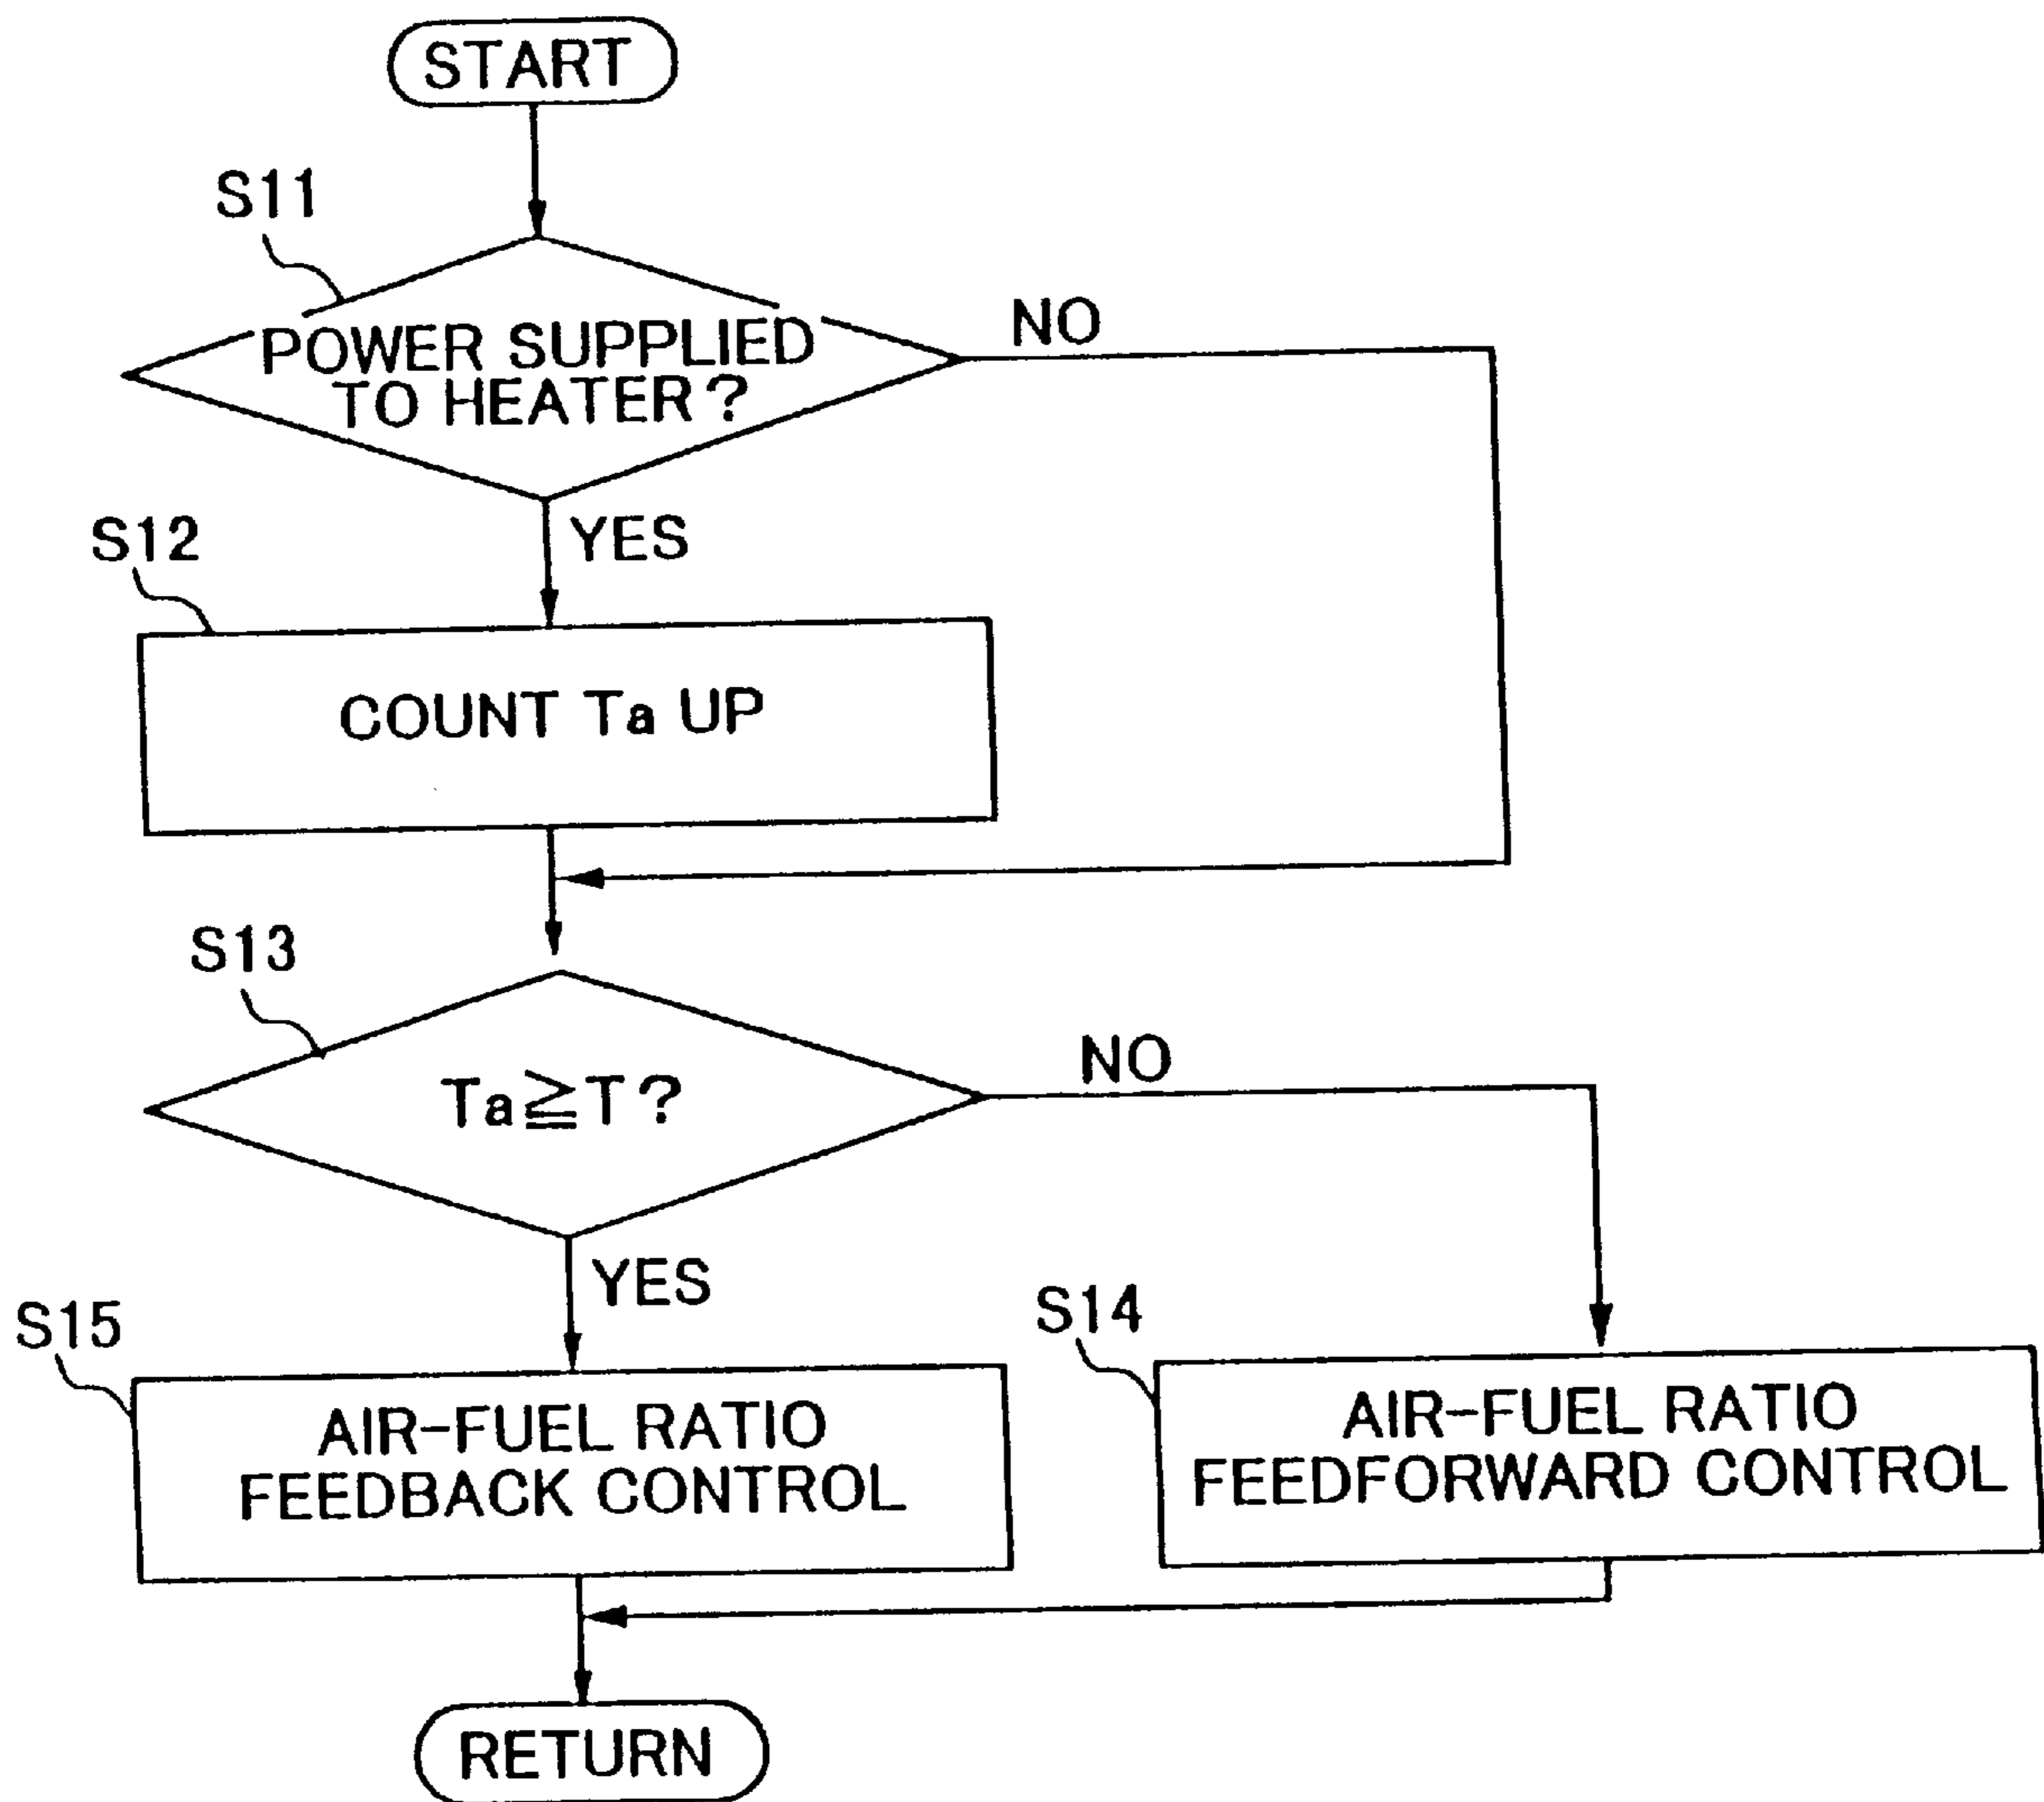 START
S11
POWER SUPPLIED
TO HEATER?
NO
YES
S12
COUNT Ta UP
S13
Ta≧T?
NO
YES
S15
AIR-FUEL RATIO
FEEDBACK CONTROL
S14
AIR-FUEL RATIO
FEEDFORWARD CONTROL
RETURN